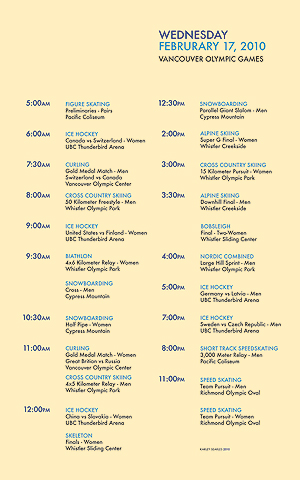 WEDNESDAY
FEBRURARY 17, 2010
VANCOUVER OLYMPIC GAMES
5:00AM FIGURE SKATING
Preliminaries - Pairs
Pacific Coliseum
6:00AM ICE HOCKEY
Canada vs Switzerland - Women
UBC Thunderbird Arena
7:30AM CURLING
Gold Medal Match - Men
Switzerland vs Canada
Vancouver Olympic Center
8:00AM CROSS COUNTRY SKIING
50 Kilometer Freestyle - Men
Whistler Olympic Park
9:00AM ICE HOCKEY
United States vs Finland - Women
UBC Thunderbird Arena
9:30AM BIATHLON
4x6 Kilometer Relay - Women
Whistler Olympic Park
SNOWBOARDING
Cross - Men
Cypress Mountain
10:30AM SNOWBOARDING
Half Pipe - Women
Cypress Mountain
11:00AM CURLING
Gold Medal Match - Women
Great Brition vs Russia
Vancouver Olympic Center
CROSS COUNTRY SKIING
4x5 Kilometer Relay - Men
Whistler Olympic Park
12:00PM ICE HOCKEY
China vs Slovakia - Women
UBC Thunderbird Arena
SKELETON
Finals - Women
Whistler Sliding Center
12:30PM SNOWBOARDING
Parallel Giant Slalom - Men
Cypress Mountain
2:00PM ALPINE SKIING
Super G Final - Women
Whistler Creekside
3:00PM CROSS COUNTRY SKIING
15 Kilometer Pursuit - Women
Whistler Olympic Park
3:30PM ALPINE SKIING
Downhill Final - Men
Whistler Creekside
BOBSLEIGH
Final - Two-Women
Whistler Sliding Center
4:00PM NORDIC COMBINED
Large Hill Sprint - Men
Whistler Olympic Park
5:00PM ICE HOCKEY
Germany vs Latvia - Men
UBC Thunderbird Arena
7:00PM ICE HOCKEY
Sweden vs Czech Republic - Men
UBC Thunderbird Arena
8:00PM SHORT TRACK SPEEDSKATING
3,000 Meter Relay - Men
Pacific Coliseum
11:00PM SPEED SKATING
Team Pursuit - Men
Richmond Olympic Oval
SPEED SKATING
Team Pursuit - Women
Richmond Olympic Oval
2010